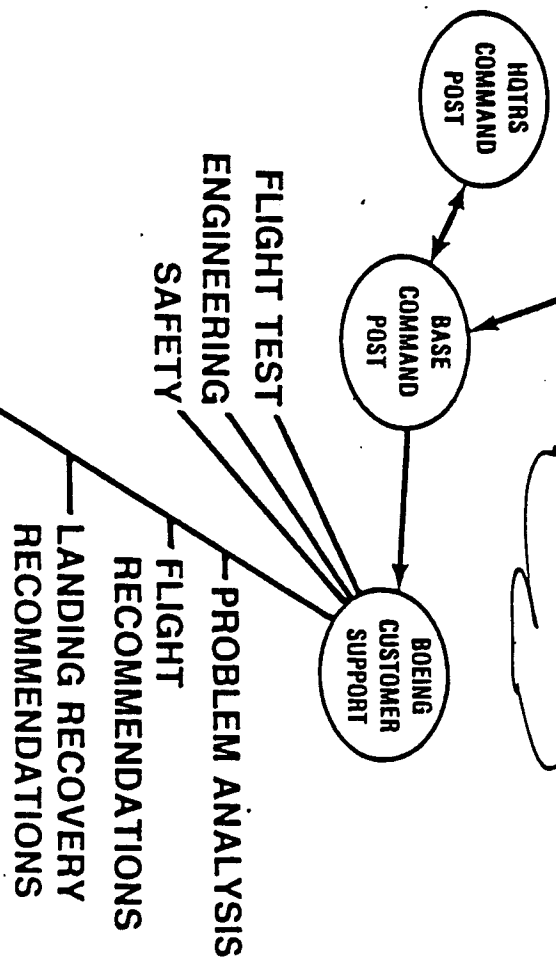 HQTRS
COMMAND
POST
BASE
COMMAND
POST
BOEING
CUSTOMER
SUPPORT
FLIGHT TEST
ENGINEERING
SAFETY
PROBLEM ANALYSIS
FLIGHT
RECOMMENDATIONS
LANDING RECOVERY
RECOMMENDATIONS